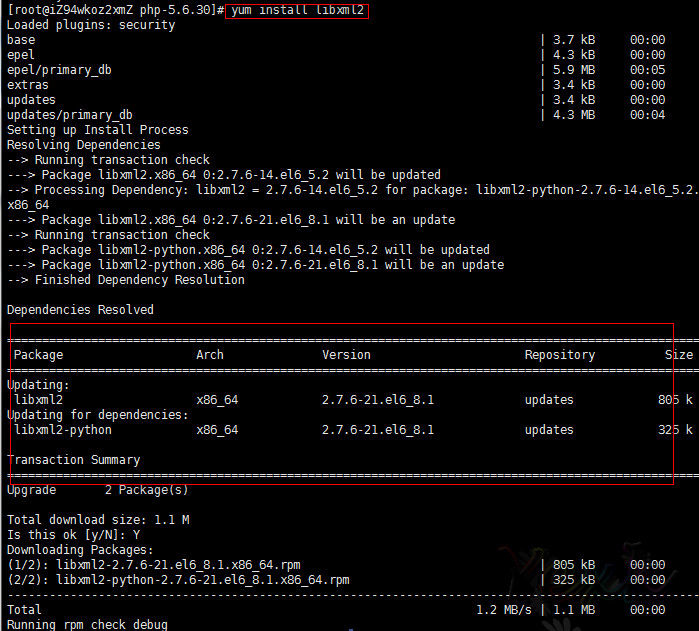 [root@iZ94wkoz2xmZ php-5.6.30]# yum install libxml2
Loaded plugins: security
base | 3.7 kB 00:00
epel | 4.3 kB 00:00
epel/primary_db | 5.9 MB 00:05
extras | 3.4 kB 00:00
updates | 3.4 kB 00:00
updates/primary_db | 4.3 MB 00:04
Setting up Install Process
Resolving Dependencies
--> Running transaction check
---> Package libxml2.x86_64 0:2.7.6-14.el6_5.2 will be updated
--> Processing Dependency: libxml2 = 2.7.6-14.el6_5.2 for package: libxml2-python-2.7.6-14.el6_5.2.
x86_64
---> Package libxml2.x86_64 0:2.7.6-21.el6_8.1 will be an update
--> Running transaction check
---> Package libxml2-python.x86_64 0:2.7.6-14.el6_5.2 will be updated
---> Package libxml2-python.x86_64 0:2.7.6-21.el6_8.1 will be an update
--> Finished Dependency Resolution
Dependencies Resolved
Package Arch Version Repository Size
Updating:
libxml2 x86_64 2.7.6-21.el6_8.1 updates 805 k
Updating for dependencies:
libxml2-python x86_64 2.7.6-21.el6_8.1 updates 325 k
Transaction Summary
Upgrade 2 Package(s)
Total download size: 1.1 M
Is this ok [y/N]: Y
Downloading Packages:
(1/2): libxml2-2.7.6-21.el6_8.1.x86_64.rpm | 805 kB 00:00
(2/2): libxml2-python-2.7.6-21.el6_8.1.x86_64.rpm | 325 kB 00:00
Total 1.2 MB/s | 1.1 MB 00:00
Running rpm check debug